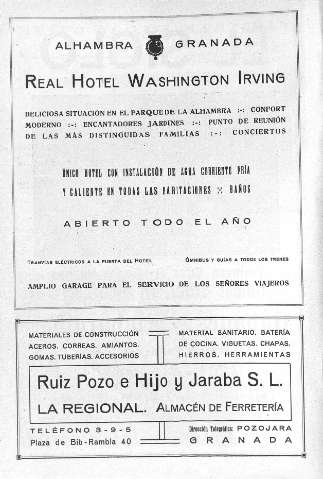 ALHAMBRA GRANADA
REAL HOTEL WASHINGTON IRVING
DELICIOSA SITUACIÓN EN EL PARQUE DE LA ALHAMBRA :-: CONFORT
MODERNO :-: ENCANTADORES JARDINES :-: PUNTO DE REUNIÓN
DE LAS MÁS DISTINGUIDAS FAMILIAS :-: CONCIERTOS
ÚNICO HOTEL CON INSTALACIÓN DE AGUA CORRIENTE FRÍA
Y CALIENTE EN TODAS LAS HABITACIONES :-: BAÑOS
ABIERTO TODO EL AÑO
TRANVÍAS ELÉCTRICOS A LA PUERTA DEL HOTEL
ÓMNIBUS Y GUÍAS A TODOS LOS TRENES
AMPLIO GARAGE PARA EL SERVICIO DE LOS SEÑORES VIAJEROS
MATERIALES DE CONSTRUCCIÓN
ACEROS, CORREAS, AMIANTOS,
GOMAS, TUBERÍAS, ACCESORIOS
MATERIAL SANITARIO, BATERÍA
DE COCINA, VIGUETAS, CHAPAS,
HIERROS, HERRAMIENTAS
Ruiz Pozo e Hijo y Jaraba S. L.
LA REGIONAL. ALMACÉN DE FERRETERÍA
TELÉFONO 3-9-5
Plaza de Bib-Rambla 40
Dirección Telegráfica: POZOJARA
GRANADA